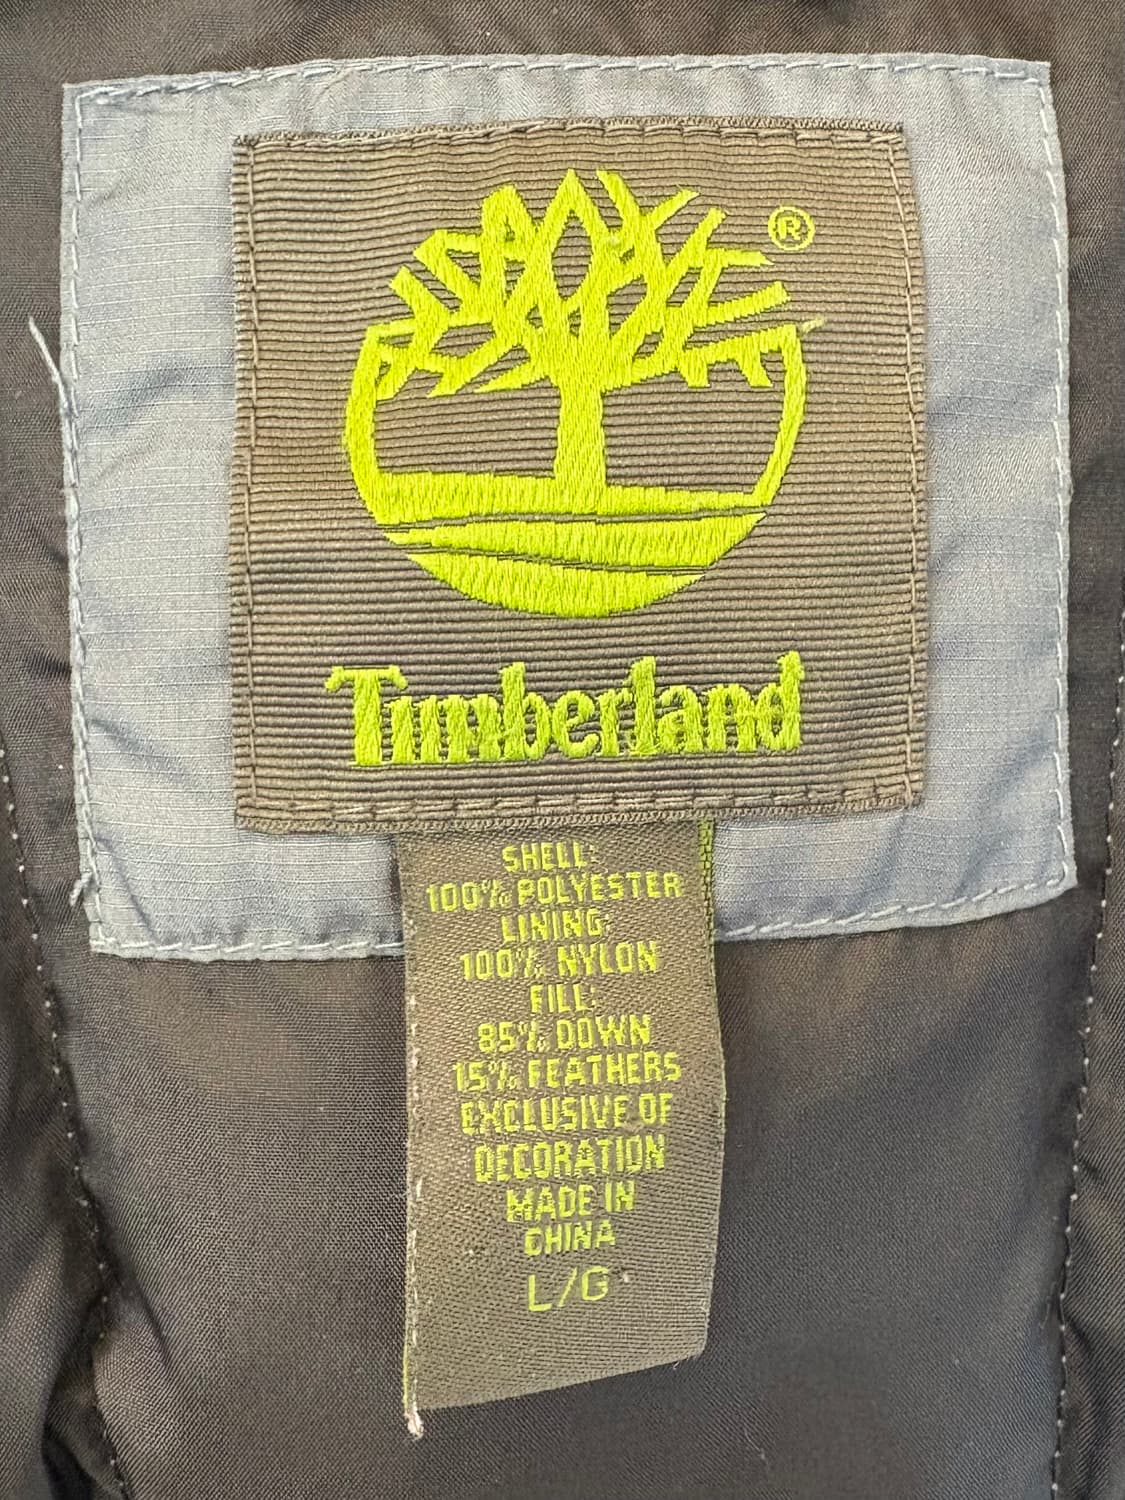 ®
Timberland
SHELL:
100% POLYESTER
LINING:
100% NYLON
FILL:
85% DOWN
15% FEATHERS
EXCLUSIVE OF
DECORATION
MADE IN
CHINA
L/G